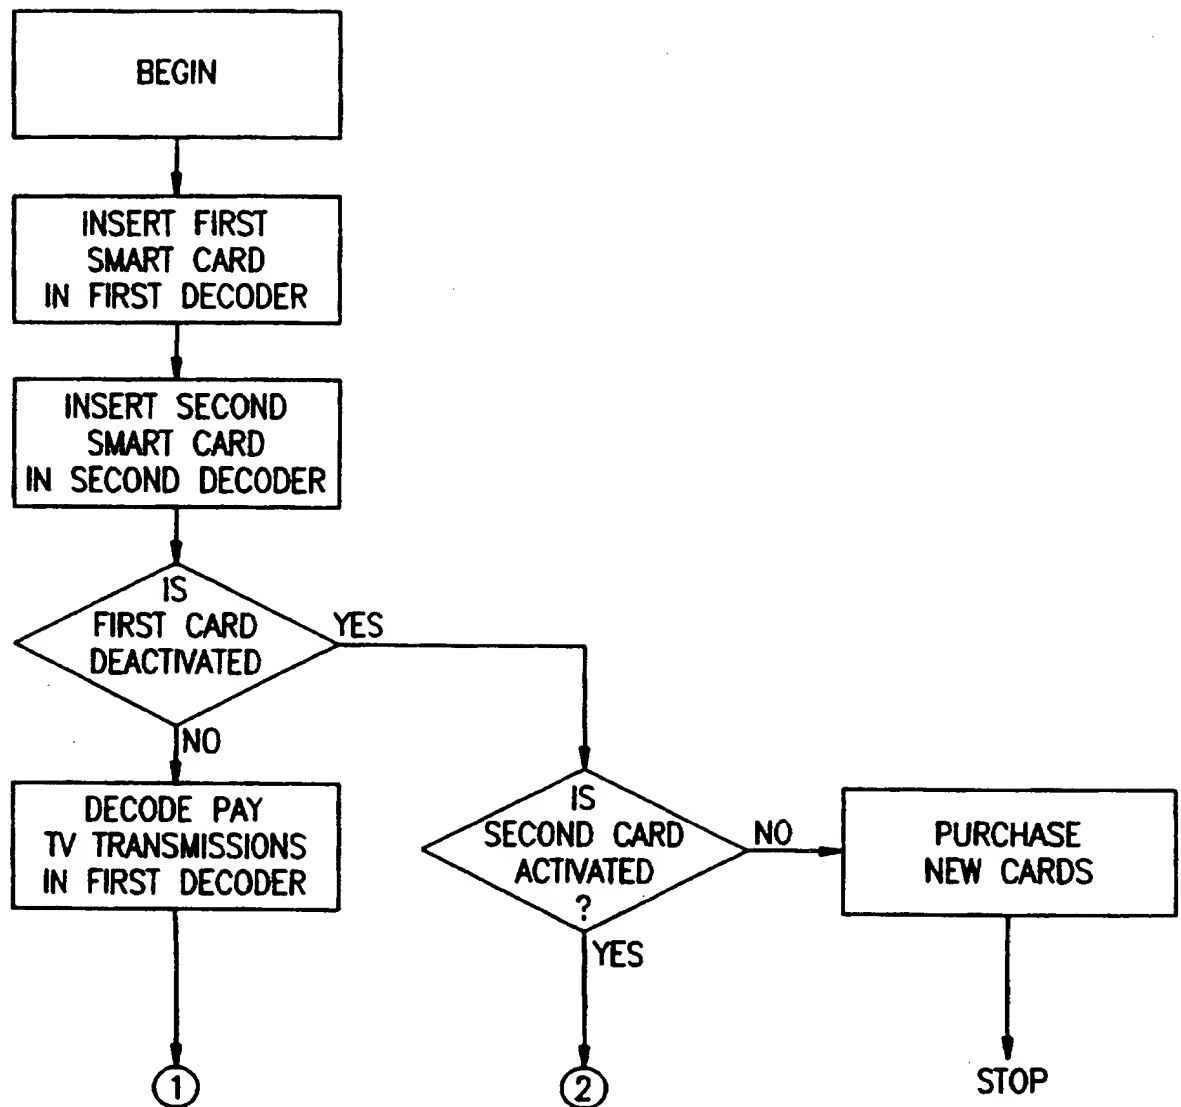 BEGIN
INSERT FIRST
SMART CARD
IN FIRST DECODER
INSERT SECOND
SMART CARD
IN SECOND DECODER
IS
FIRST CARD
DEACTIVATED
YES
NO
DECODE PAY
TV TRANSMISSIONS
IN FIRST DECODER
IS
SECOND CARD
ACTIVATED
?
NO
YES
PURCHASE
NEW CARDS
1
2
STOP